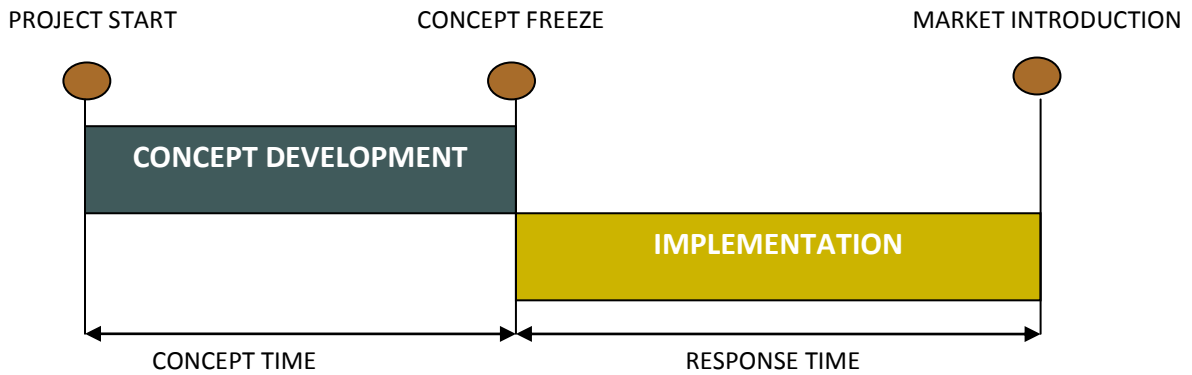 PROJECT START
CONCEPT FREEZE
MARKET INTRODUCTION
CONCEPT DEVELOPMENT
IMPLEMENTATION
CONCEPT TIME
RESPONSE TIME